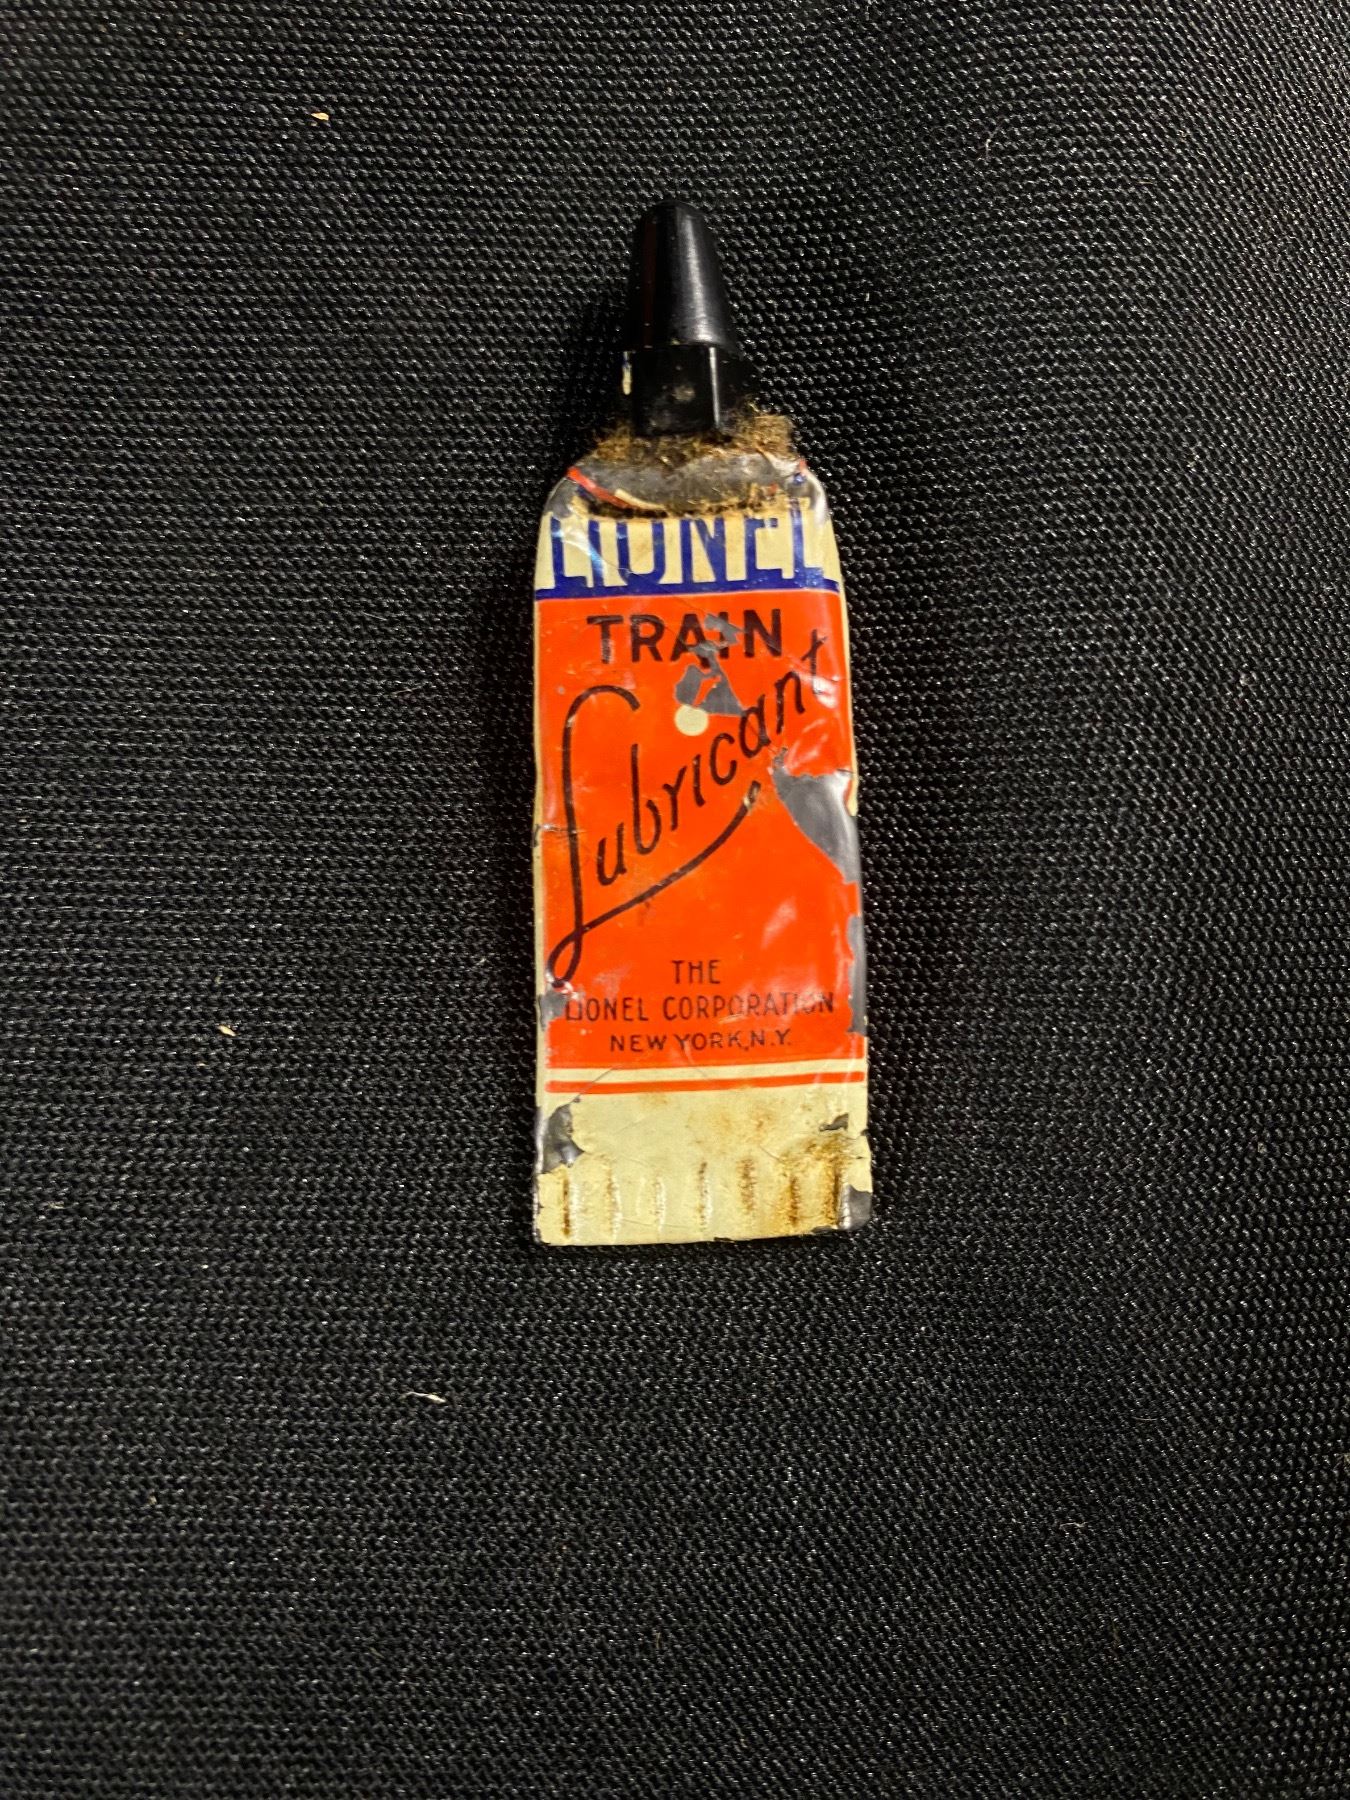 LIONEL
TRAIN
Lubricant
THE
LIONEL CORPORATION
NEW YORK, N.Y.